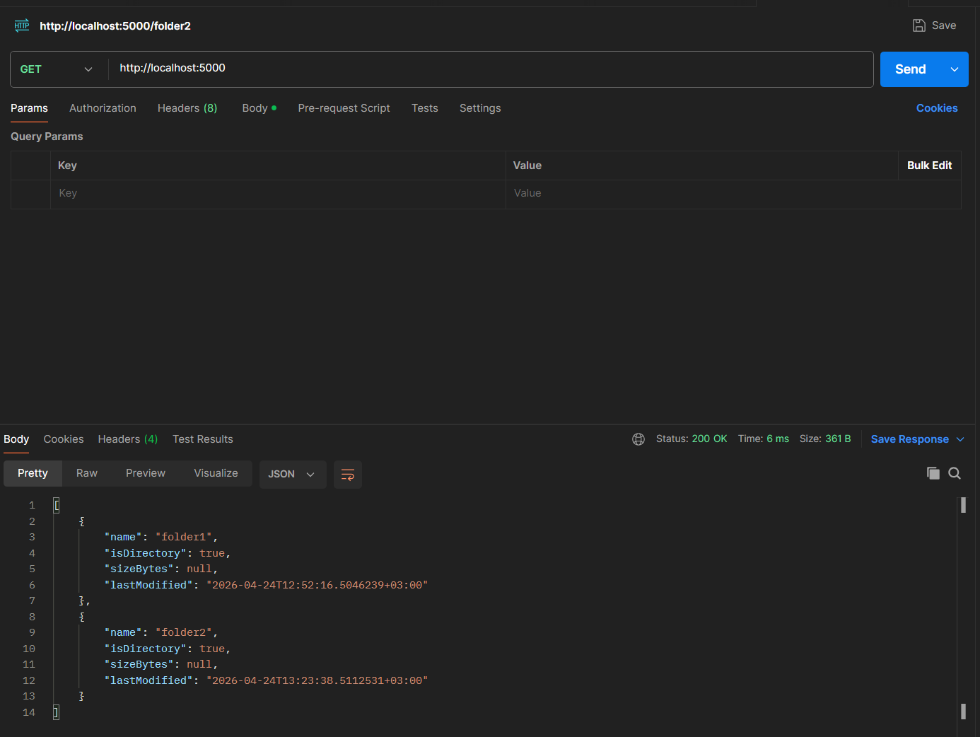 HTTP http://localhost:5000/folder2 Save
GET http://localhost:5000 Send
Params Authorization Headers (8) Body Pre-request Script Tests Settings Cookies
Query Params
Key Value Bulk Edit
Key Value
Body Cookies Headers (4) Test Results Status: 200 OK Time: 6 ms Size: 361 B Save Response
Pretty Raw Preview Visualize JSON
1 [
2 {
3 "name": "folder1",
4 "isDirectory": true,
5 "sizeBytes": null,
6 "lastModified": "2026-04-24T12:52:16.5046239+03:00"
7 },
8 {
9 "name": "folder2",
10 "isDirectory": true,
11 "sizeBytes": null,
12 "lastModified": "2026-04-24T13:23:38.5112531+03:00"
13 }
14 ]